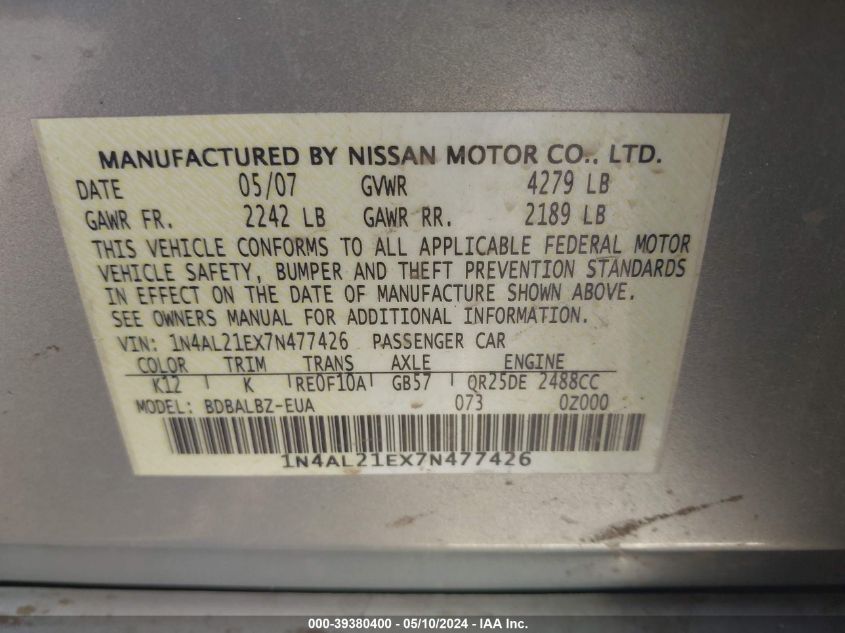 MANUFACTURED BY NISSAN MOTOR CO., LTD.
DATE 05/07 GVWR 4279 LB
GAWR FR. 2242 LB GAWR RR. 2189 LB
THIS VEHICLE CONFORMS TO ALL APPLICABLE FEDERAL MOTOR
VEHICLE SAFETY, BUMPER AND THEFT PREVENTION STANDARDS
IN EFFECT ON THE DATE OF MANUFACTURE SHOWN ABOVE.
SEE OWNERS MANUAL FOR ADDITIONAL INFORMATION.
VIN: 1N4AL21EX7N477426 PASSENGER CAR
COLOR TRIM TRANS AXLE ENGINE
K12 K RE0F10A GB57 QR25DE 2488CC
MODEL: BDBALBZ-EUA 073 0Z000
1N4AL21EX7N477426
000-39380400 - 05/10/2024 - IAA Inc.